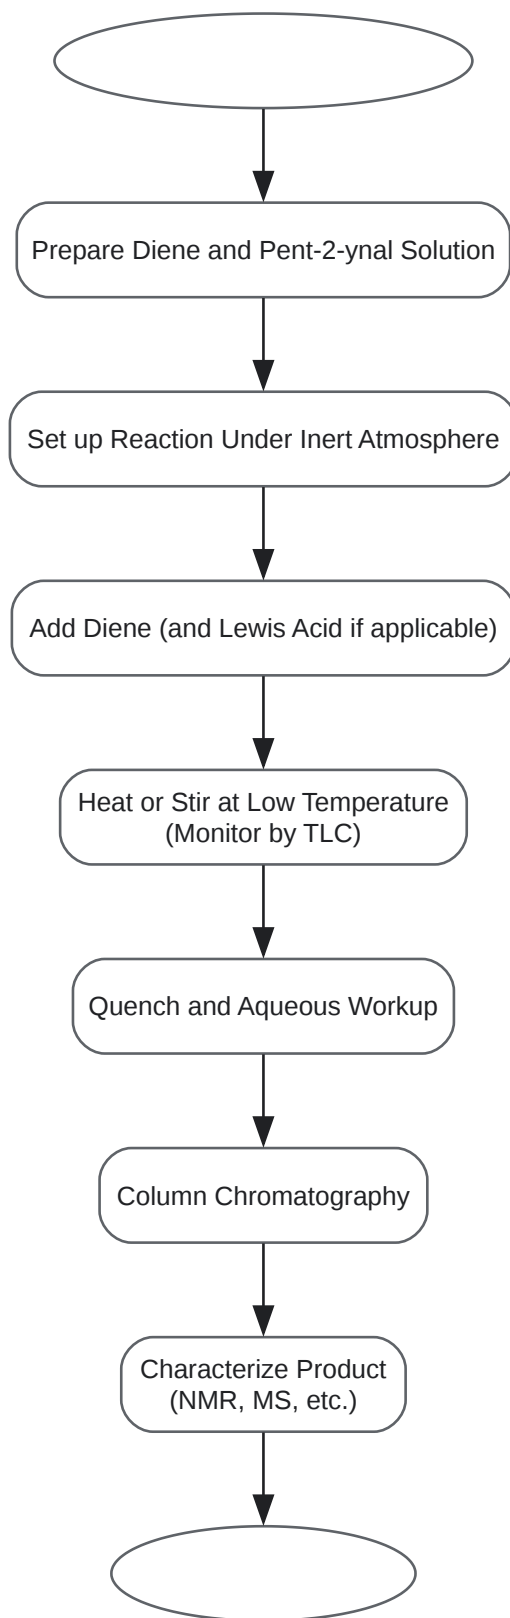 Prepare Diene and Pent-2-ynal Solution
Set up Reaction Under Inert Atmosphere
Add Diene (and Lewis Acid if applicable)
Heat or Stir at Low Temperature
(Monitor by TLC)
Quench and Aqueous Workup
Column Chromatography
Characterize Product
(NMR, MS, etc.)